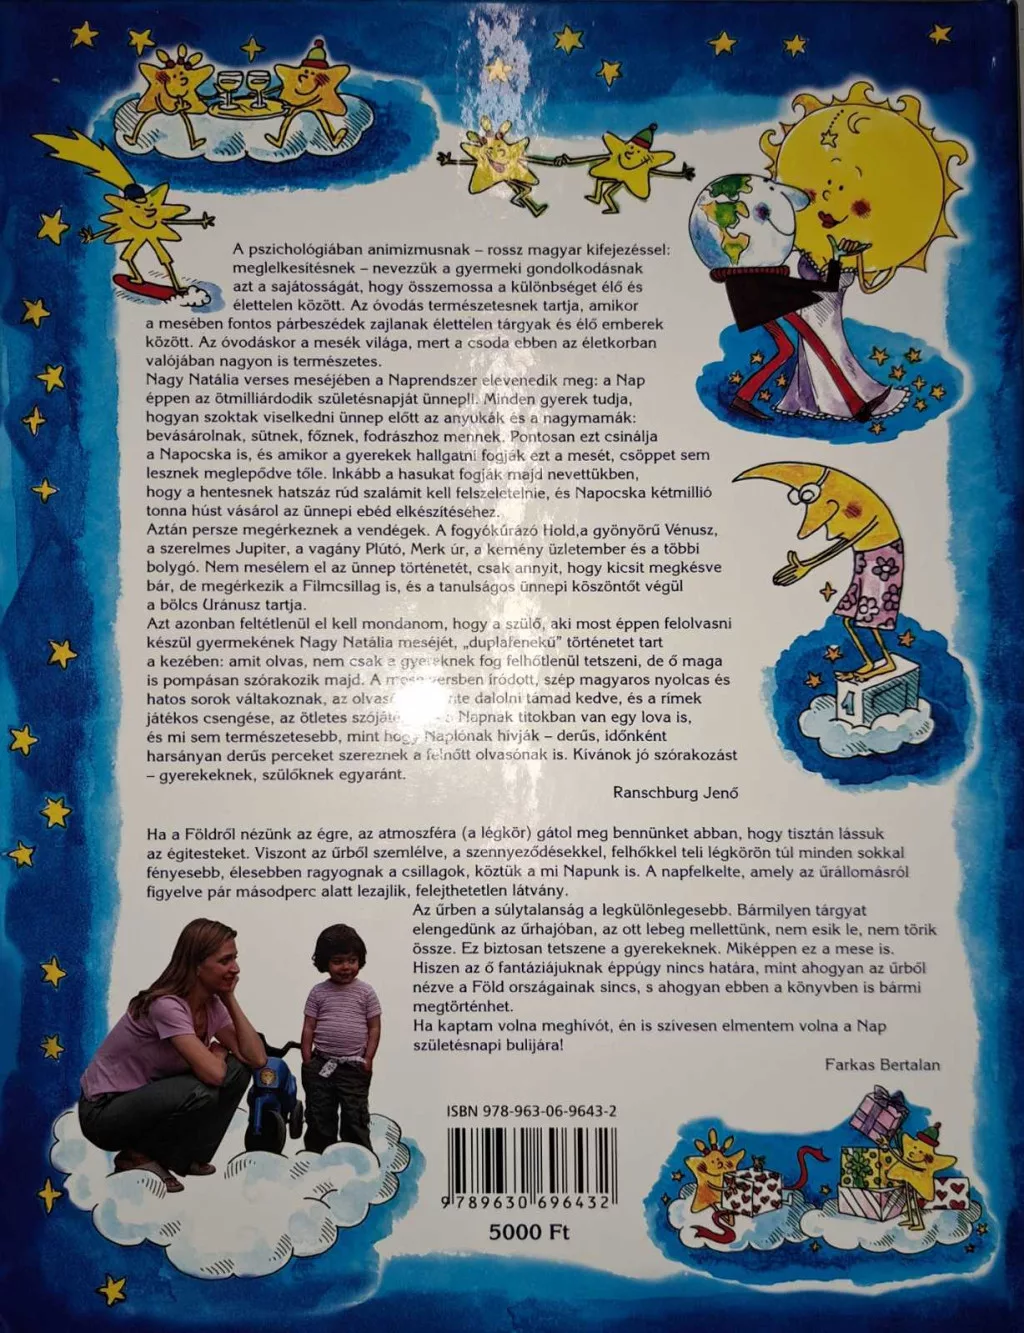 A pszichológiában animizmusnak – rossz magyar kifejezéssel:
meglelkesítésnek – nevezzük a gyermeki gondolkodásnak
azt a sajátosságát, hogy összemossa a különbséget élő és
élettelen között. Az óvodás természetesnek tartja, amikor
a mesében fontos párbeszédek zajlanak élettelen tárgyak és élő emberek
között. Az óvodáskor a mesék világa, mert a csoda ebben az életkorban
valójában nagyon is természetes.
Nagy Natália verses meséjében a Naprendszer elevenedik meg: a Nap
éppen az ötmilliárdodik születésnapját ünnepli. Minden gyerek tudja,
hogyan szoktak viselkedni ünnep előtt az anyukák és a nagymamák:
bevásárolnak, sütnek, főznek, fodrászhoz mennek. Pontosan ezt csinálja
a Napocska is, és amikor a gyerekek hallgatni fogják ezt a mesét, csöppet sem
lesznek meglepődve tőle. Inkább a hasukat fogják majd nevettükben,
hogy a hentesnek hatszáz rúd szalámit kell felszeletelnie, és Napocska kétmillió
tonna húst vásárol az ünnepi ebéd elkészítéséhez.
Aztán persze megérkeznek a vendégek. A fogyókúrázó Hold,a gyönyörű Vénusz,
a szerelmes Jupiter, a vagány Plútó, Merk úr, a kemény üzletember és a többi
bolygó. Nem mesélem el az ünnep történetét, csak annyit, hogy kicsit megkésve
bár, de megérkezik a Filmcsillag is, és a tanulságos ünnepi köszöntőt végül
a bölcs Uránusz tartja.
Azt azonban feltétlenül el kell mondanom, hogy a szülő, aki most éppen felolvasni
készül gyermekének Nagy Natália meséjét, „duplafenekű” történetet tart
a kezében: amit olvas, nem csak a gyereknek fog felhőtlenül tetszeni, de ő maga
is pompásan szórakozik majd. A mese versben íródott, szép magyaros nyolcas és
hatos sorok váltakoznak, az dalolni támad kedve, és a rímek
játékos csengése, az ötletes a Napnak titokban van egy lova is,
és mi sem természetesebb, mint hogy Naplónak hívják – derűs, időnként
harsányan derűs perceket szereznek a felnőtt olvasónak is. Kívánok jó szórakozást
– gyerekeknek, szülőknek egyaránt.
Ranschburg Jenő
Ha a Földről nézünk az égre, az atmoszféra (a légkör) gátol meg bennünket abban, hogy tisztán lássuk
az égitesteket. Viszont az űrből szemlélve, a szennyeződésekkel, felhőkkel teli légkörön túl minden sokkal
fényesebb, élesebben ragyognak a csillagok, köztük a mi Napunk is. A napfelkelte, amely az űrállomásról
figyelve pár másodperc alatt lezajlik, felejthetetlen látvány.
Az űrben a súlytalanság a legkülönlegesebb. Bármilyen tárgyat
elengedünk az űrhajóban, az ott lebeg mellettünk, nem esik le, nem törik
össze. Ez biztosan tetszene a gyerekeknek. Miképpen ez a mese is.
Hiszen az ő fantáziájuknak éppúgy nincs határa, mint ahogyan az űrből
nézve a Föld országainak sincs, s ahogyan ebben a könyvben is bármi
megtörténhet.
Ha kaptam volna meghívót, én is szívesen elmentem volna a Nap
születésnapi bulijára!
Farkas Bertalan
1
ISBN 978-963-06-9643-2
9 789630 696432
5000 Ft